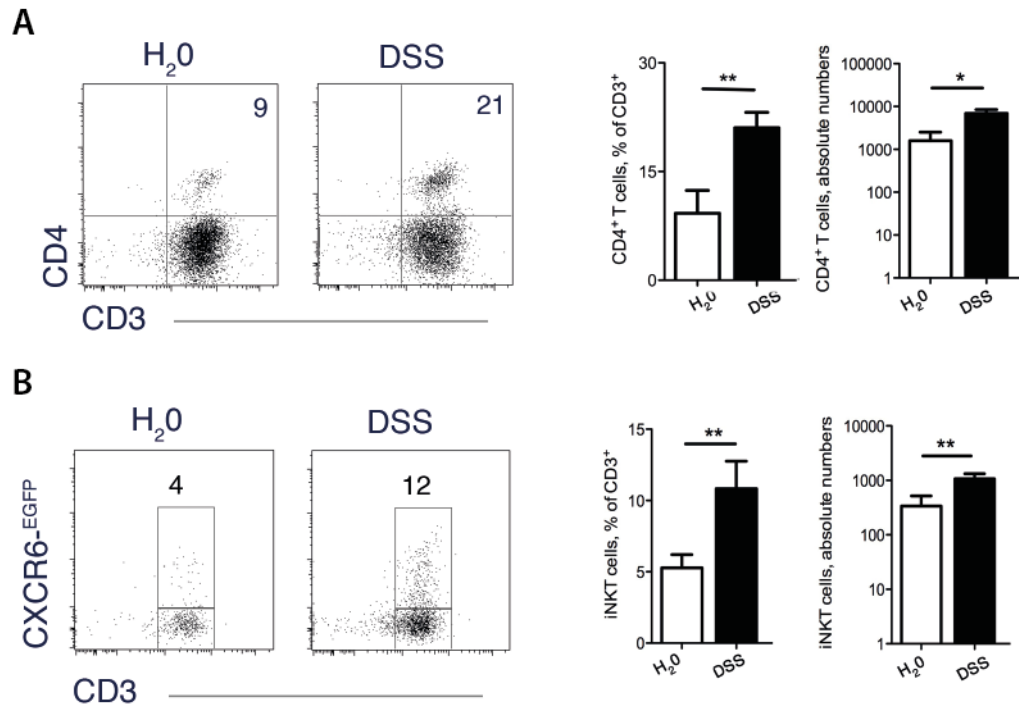 A
H₂0
DSS
9
21
CD4
CD3
30
15
0
CD4⁺ T cells, % of CD3⁺
**
H₂0
DSS
100000
10000
1000
100
10
1
CD4⁺ T cells, absolute numbers
*
H₂0
DSS
B
H₂0
DSS
4
12
CXCR6-ᴱᴳᶠᴾ
CD3
15
10
5
0
iNKT cells, % of CD3⁺
**
H₂0
DSS
10000
1000
100
10
1
iNKT cells, absolute numbers
**
H₂0
DSS